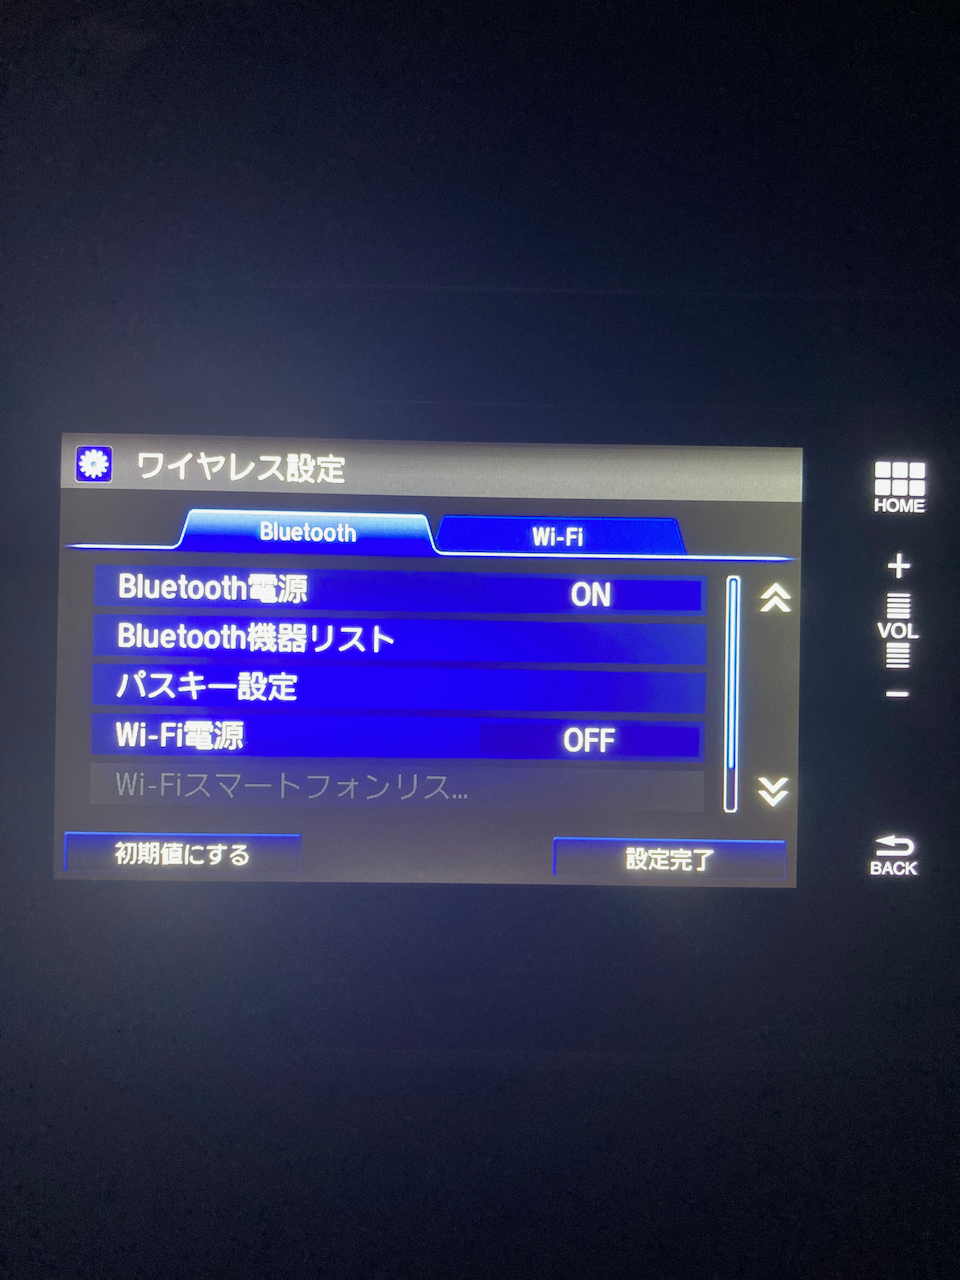 ワイヤレス設定
Bluetooth
Wi-Fi
Bluetooth電源 ON
Bluetooth機器リスト
パスキー設定
Wi-Fi電源 OFF
Wi-Fiスマートフォンリス...
初期値にする
設定完了
HOME
+
VOL
−
BACK